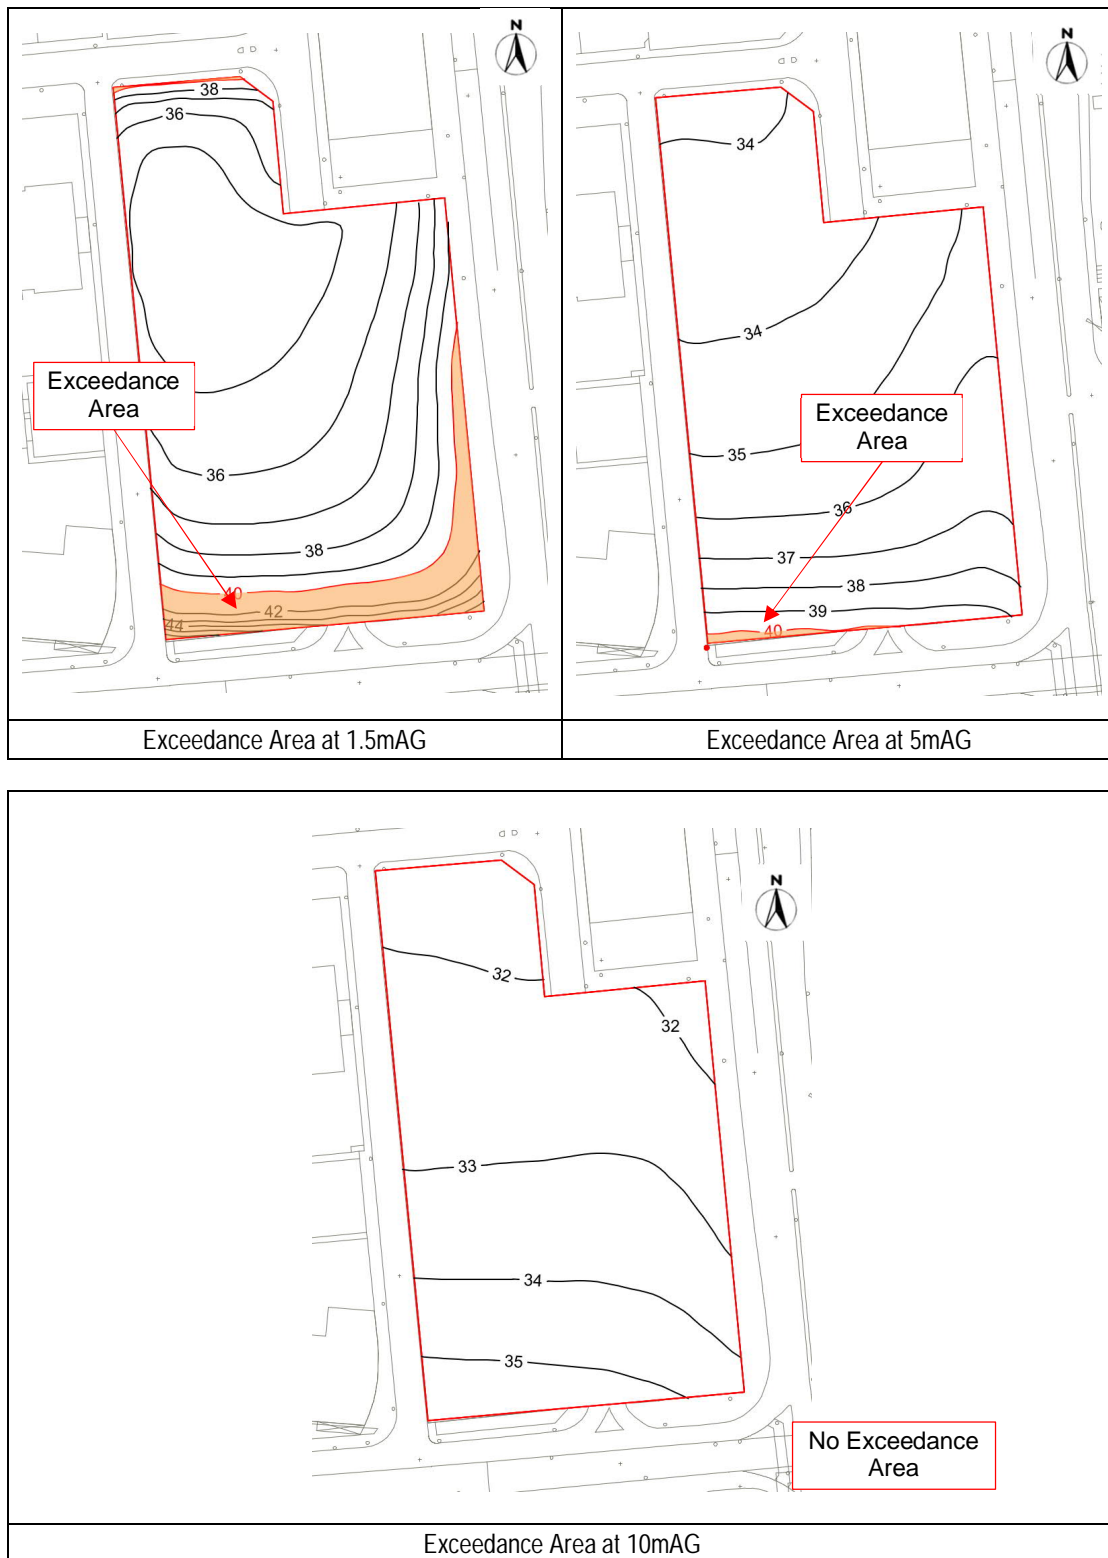 N
38
36
Exceedance
Area
36
38
40
42
44
Exceedance Area at 1.5mAG
N
34
34
Exceedance
Area
35
36
37
38
39
40
Exceedance Area at 5mAG
N
32
32
33
34
35
No Exceedance
Area
Exceedance Area at 10mAG